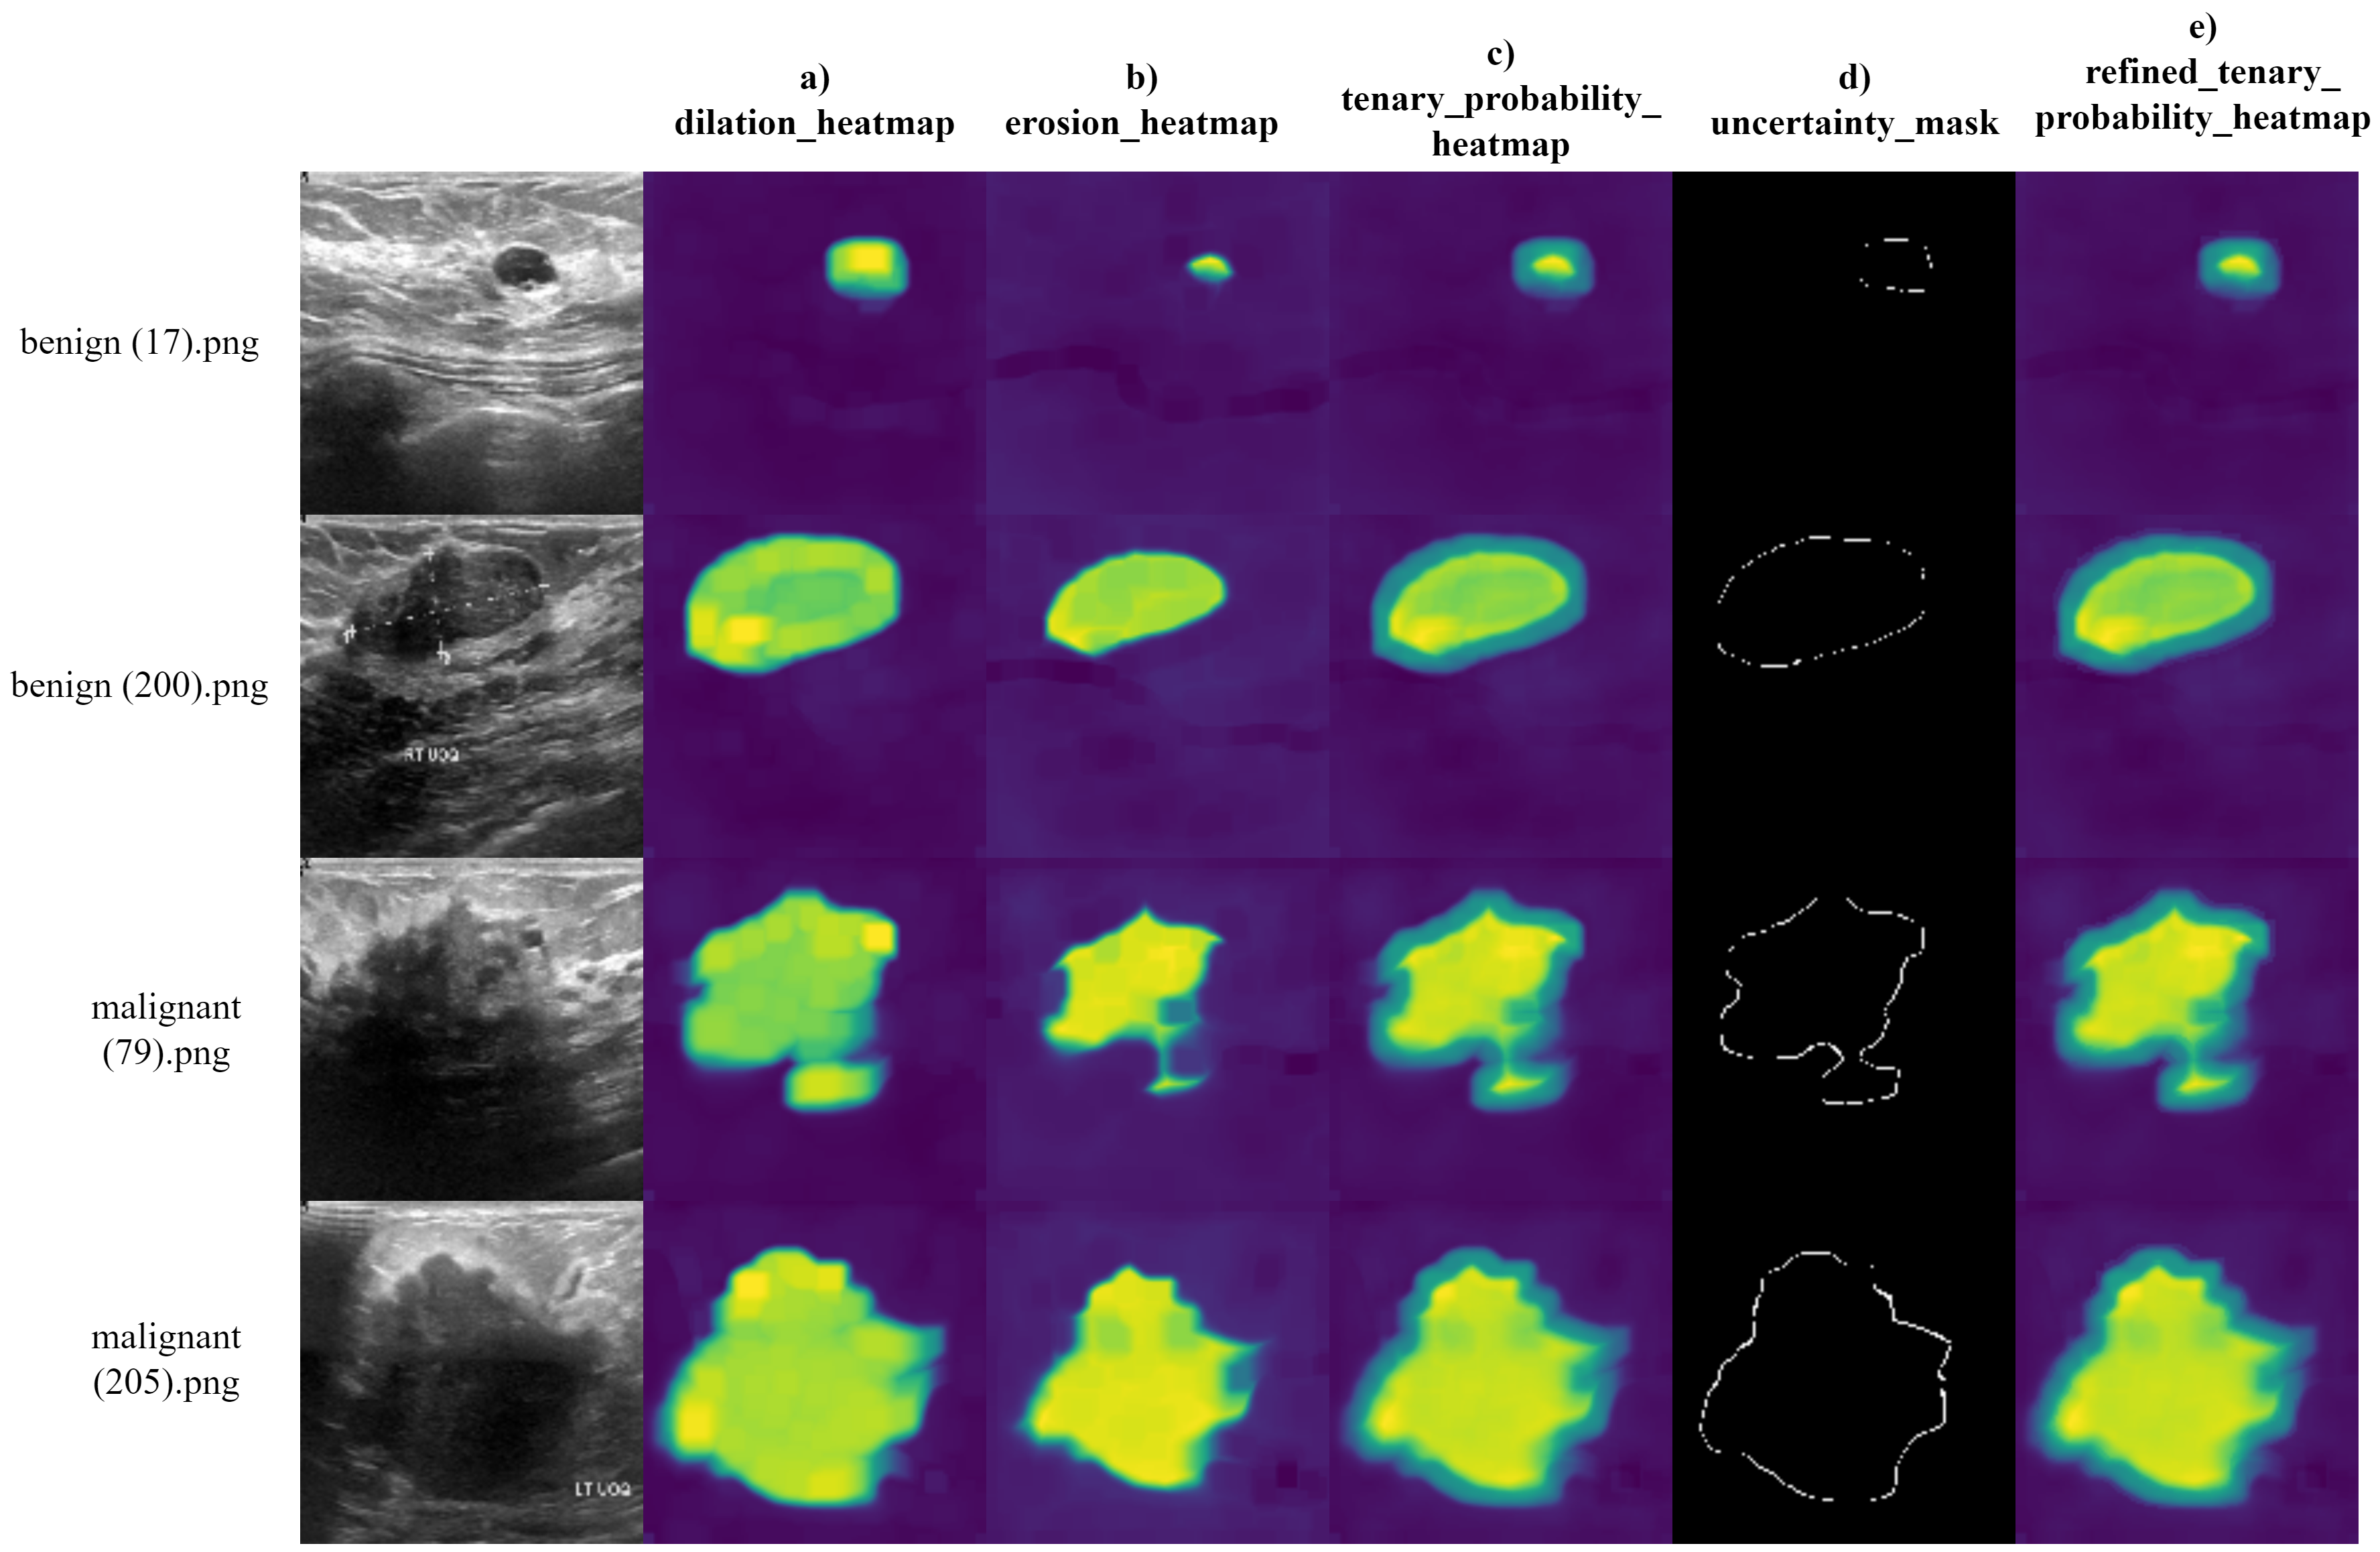 a)
dilation_heatmap
b)
erosion_heatmap
c)
tenary_probability_
heatmap
d)
uncertainty_mask
e)
refined_tenary_
probability_heatmap
benign (17).png
benign (200).png
RT UOQ
malignant
(79).png
malignant
(205).png
LT UOQ